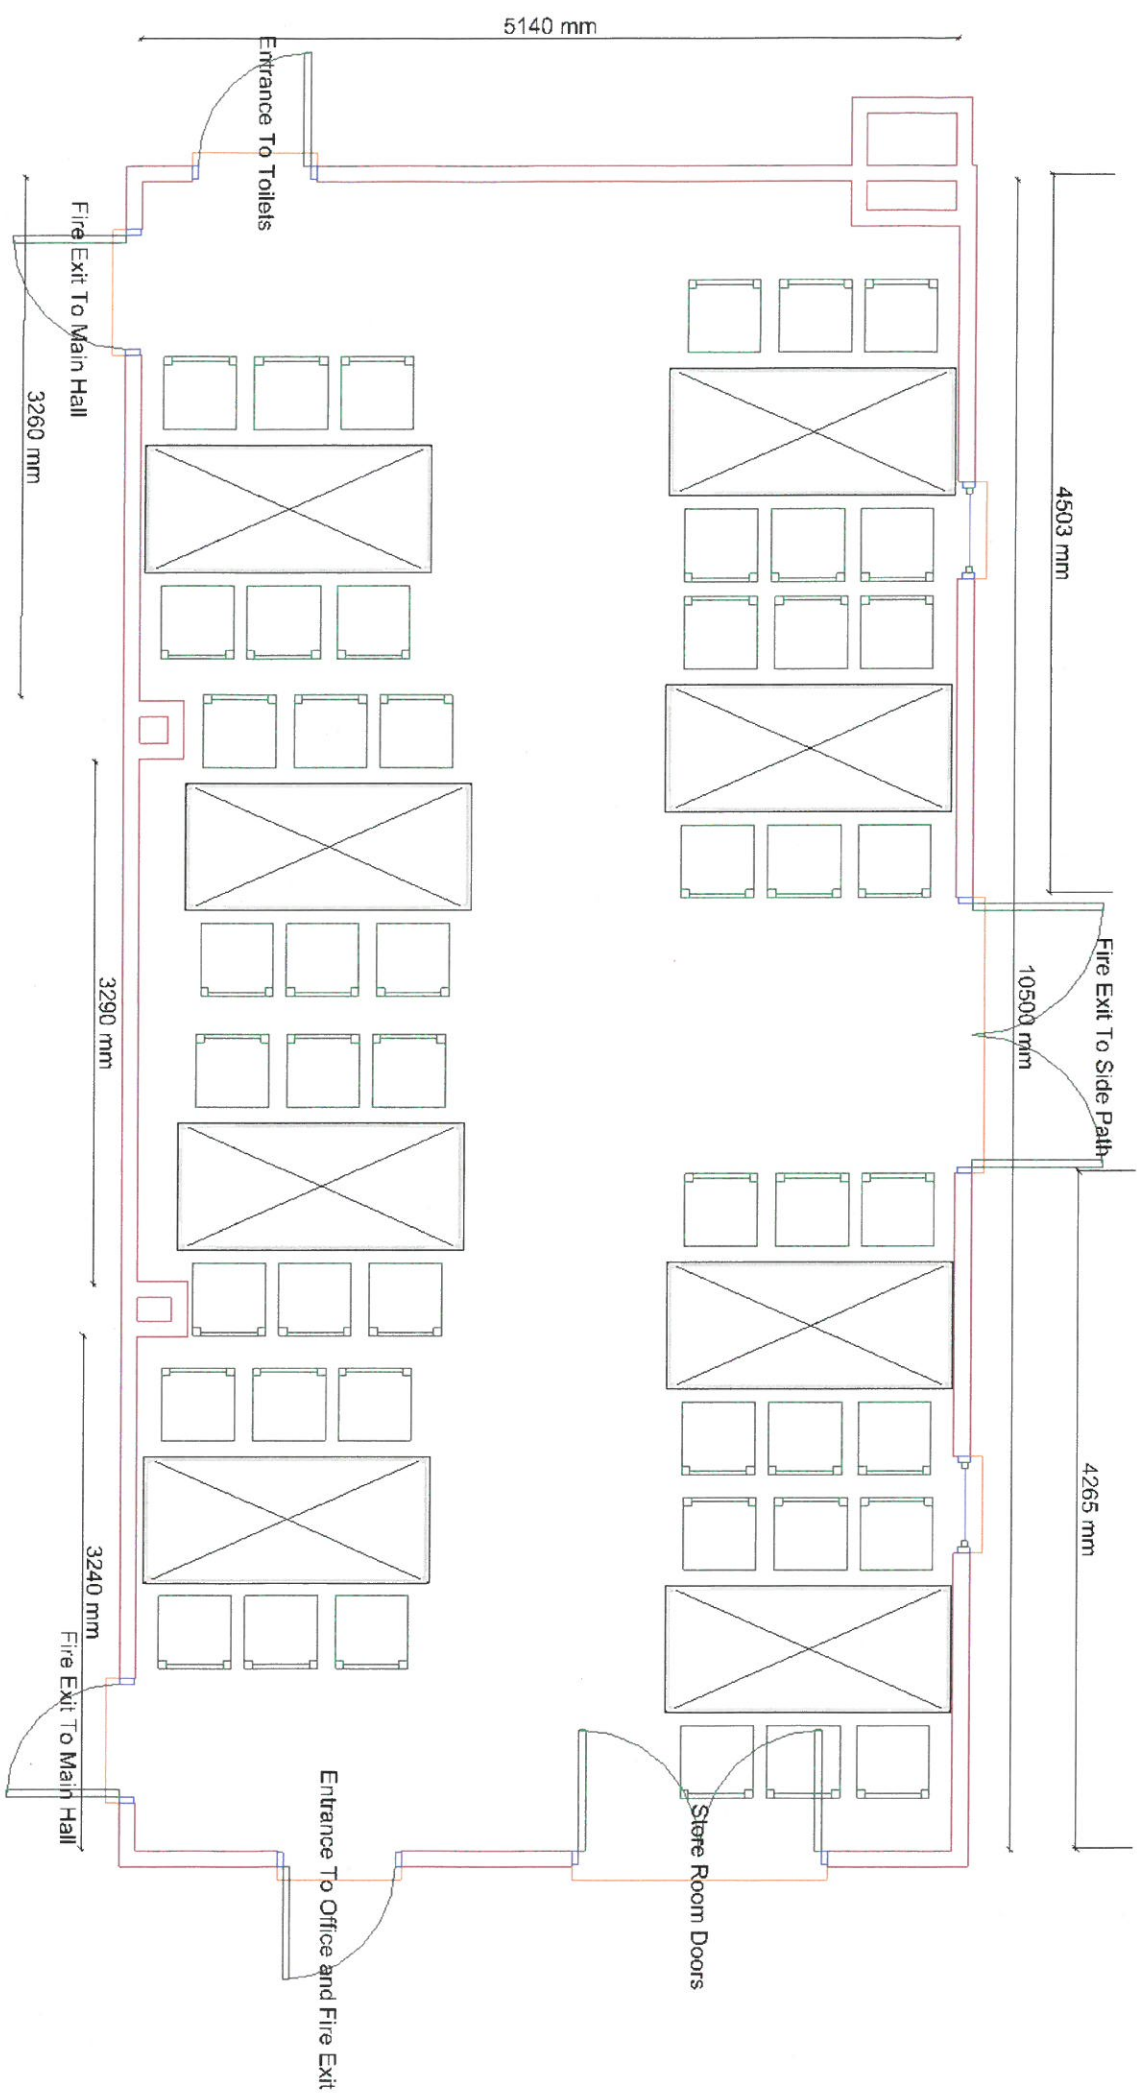 5140 mm
Entrance To Toilets
Fire Exit To Main Hall
3260 mm
4503 mm
Fire Exit To Side Path
10500 mm
3290 mm
4265 mm
3240 mm
Fire Exit To Main Hall
Entrance To Office and Fire Exit
Store Room Doors